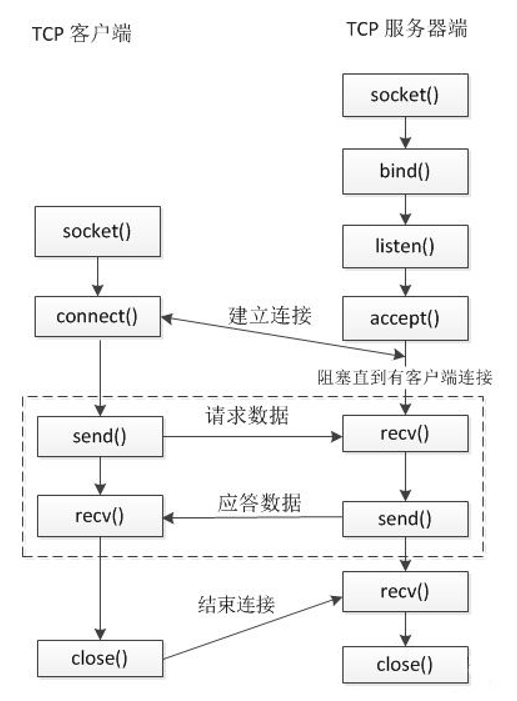 TCP 客户端
TCP 服务器端
socket()
bind()
socket()
listen()
connect()
建立连接
accept()
阻塞直到有客户端连接
send()
请求数据
recv()
recv()
应答数据
send()
结束连接
recv()
close()
close()